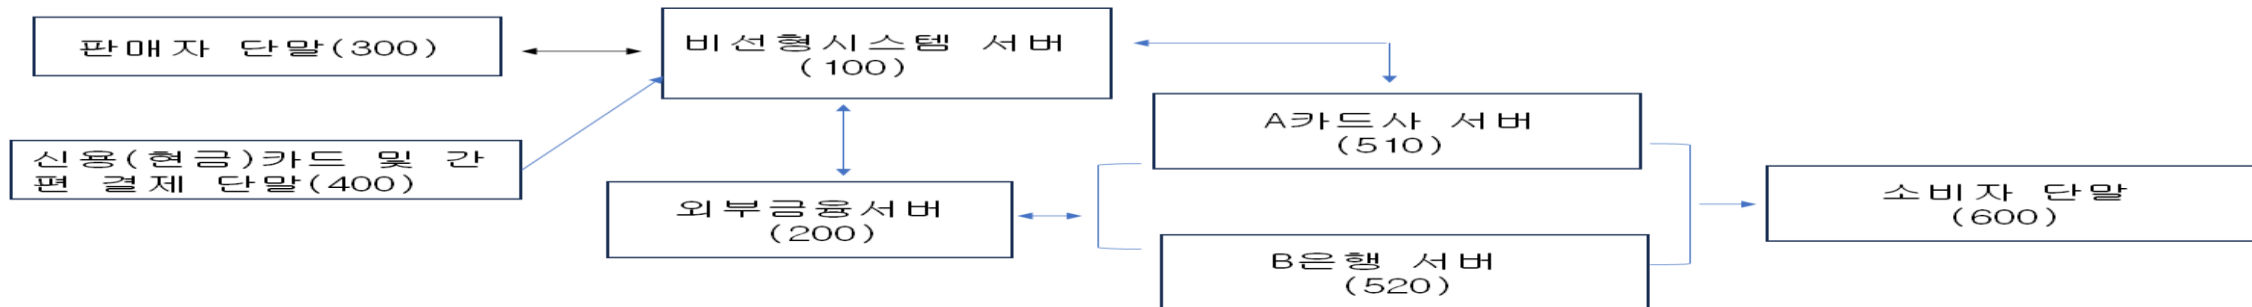 판매자 단말(300)
비선형시스템 서버
(100)
신용(현금)카드 및 간
편 결제 단말(400)
외부금융서버
(200)
A카드사 서버
(510)
B은행 서버
(520)
소비자 단말
(600)